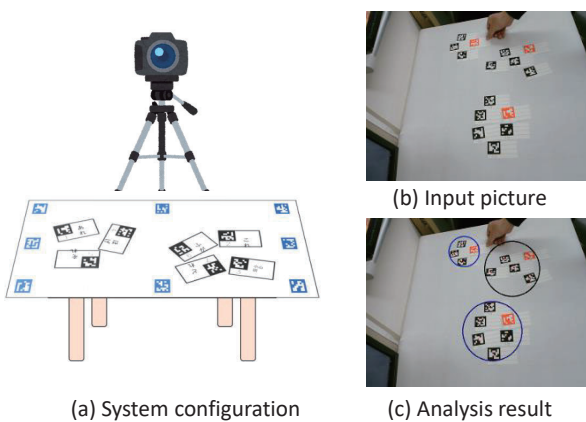 (b) Input picture
(a) System configuration
(c) Analysis result